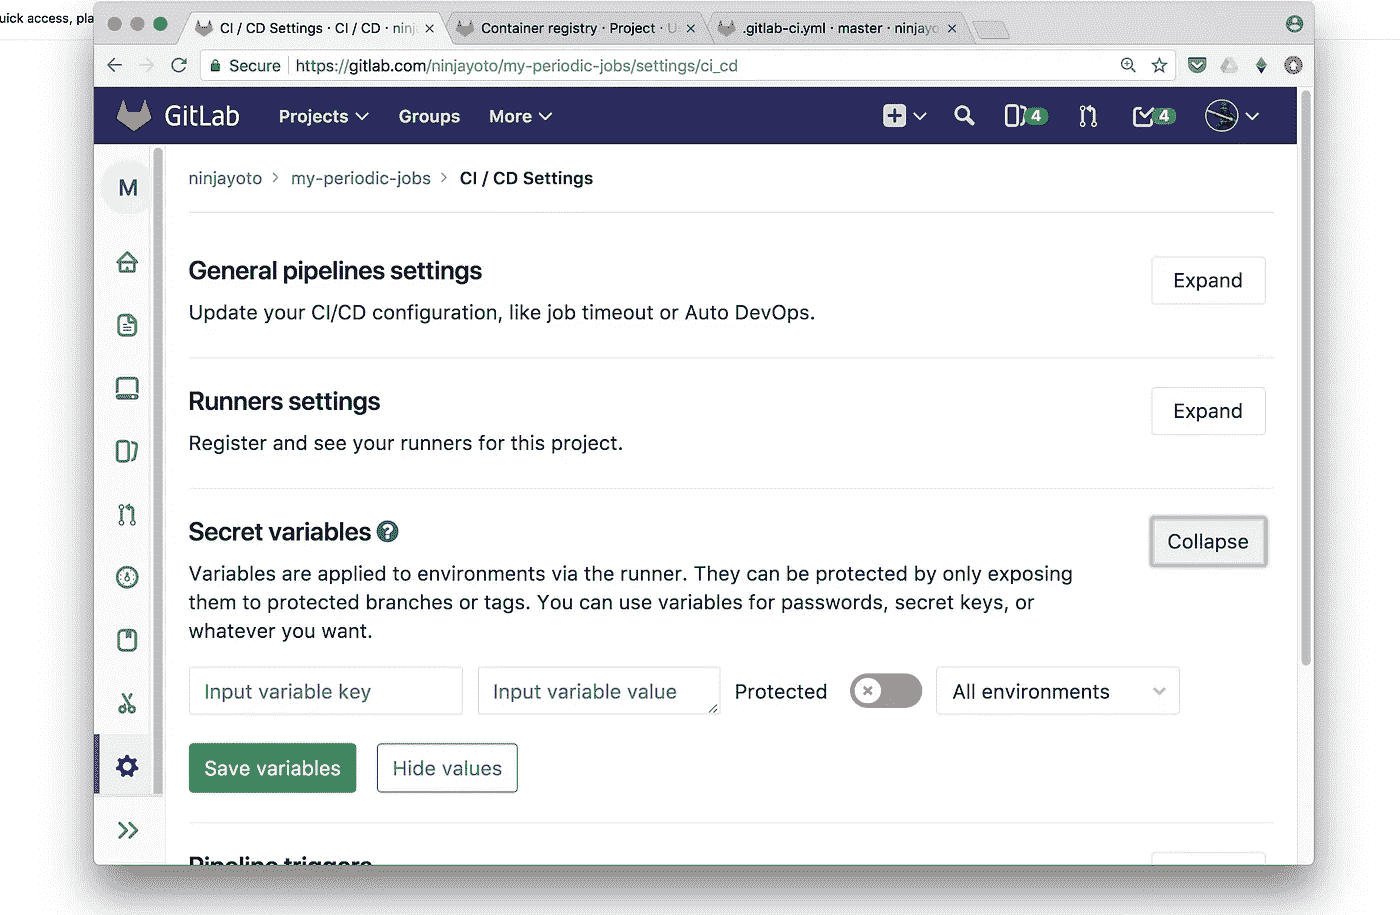 uick access, pla
CI / CD Settings · CI / CD · ninj
Container registry · Project · U
.gitlab-ci.yml · master · ninjayo
Secure
https://gitlab.com/ninjayoto/my-periodic-jobs/settings/ci_cd
GitLab
Projects
Groups
More
4
4
M
ninjayoto > my-periodic-jobs > CI / CD Settings
General pipelines settings
Expand
Update your CI/CD configuration, like job timeout or Auto DevOps.
Runners settings
Expand
Register and see your runners for this project.
Secret variables
Collapse
Variables are applied to environments via the runner. They can be protected by only exposing
them to protected branches or tags. You can use variables for passwords, secret keys, or
whatever you want.
Input variable key
Input variable value
Protected
All environments
Save variables
Hide values
Pipeline triggers